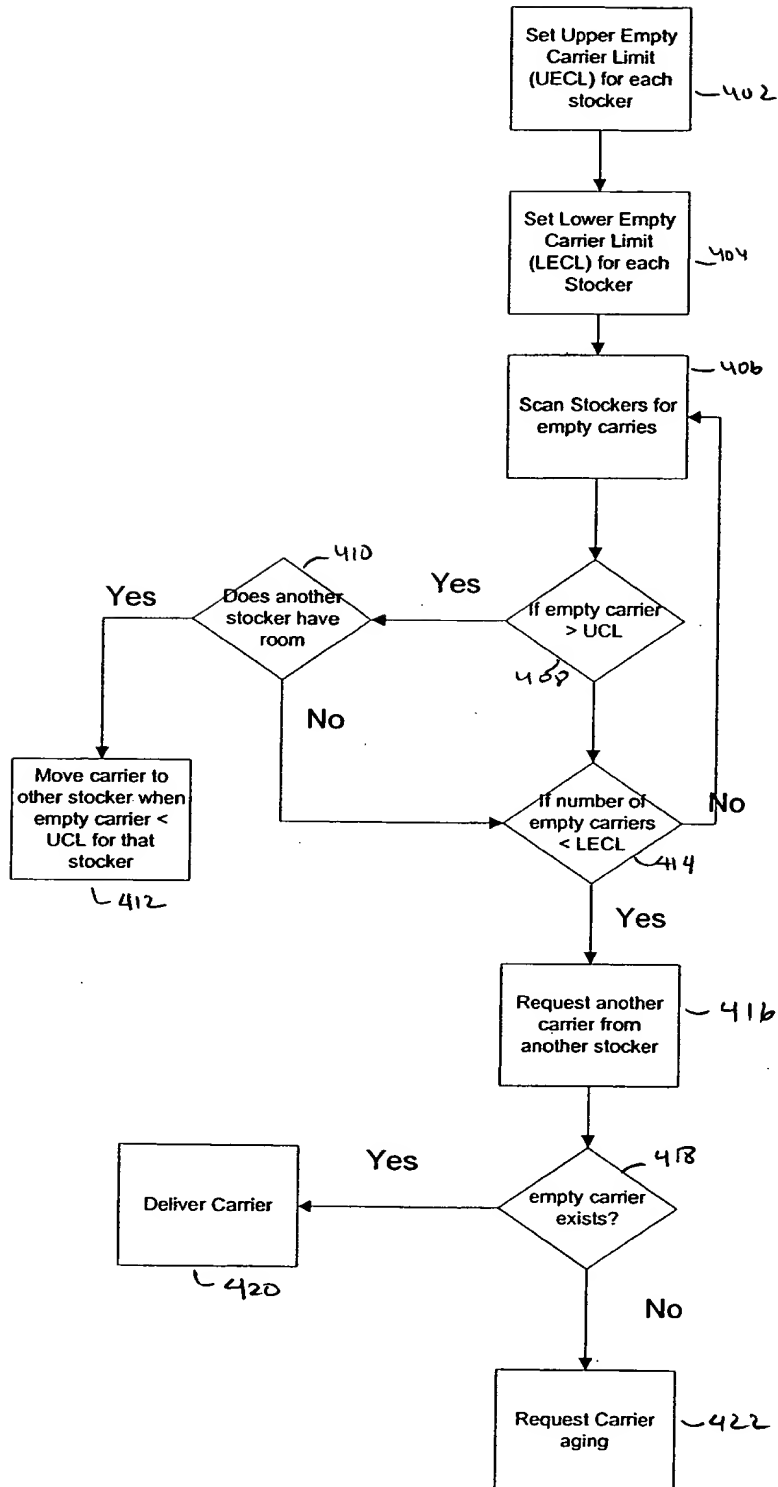 Set Upper Empty
Carrier Limit
(UECL) for each
stocker
402
Set Lower Empty
Carrier Limit
(LECL) for each
Stocker
404
406
Scan Stockers for
empty carries
410
Yes
Does another
stocker have
room
Yes
If empty carrier
> UCL
408
No
Move carrier to
other stocker when
empty carrier <
UCL for that
stocker
412
If number of
empty carriers
< LECL
No
414
Yes
Request another
carrier from
another stocker
416
418
Yes
empty carrier
exists?
Deliver Carrier
420
No
Request Carrier
aging
422